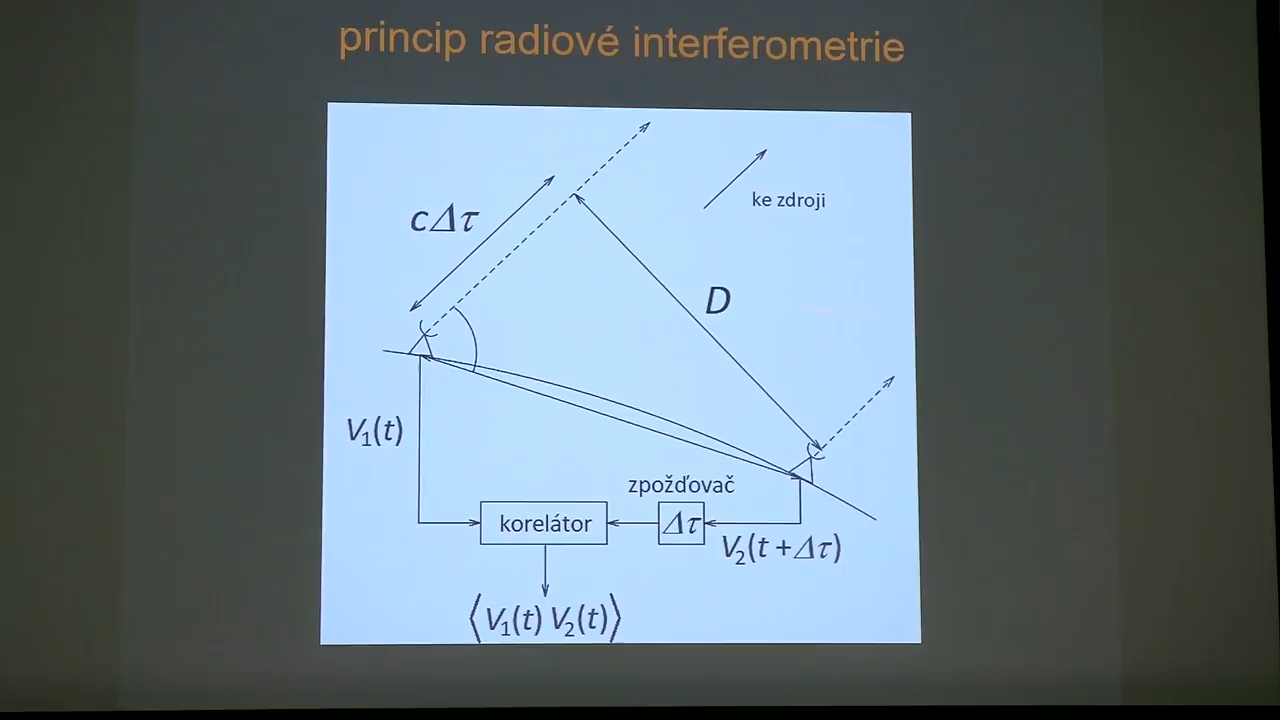 princip radiové interferometrie
cΔτ
ke zdroji
D
V₁(t)
zpožďovač
korelátor
Δτ
V₂(t + Δτ)
⟨V₁(t) V₂(t)⟩